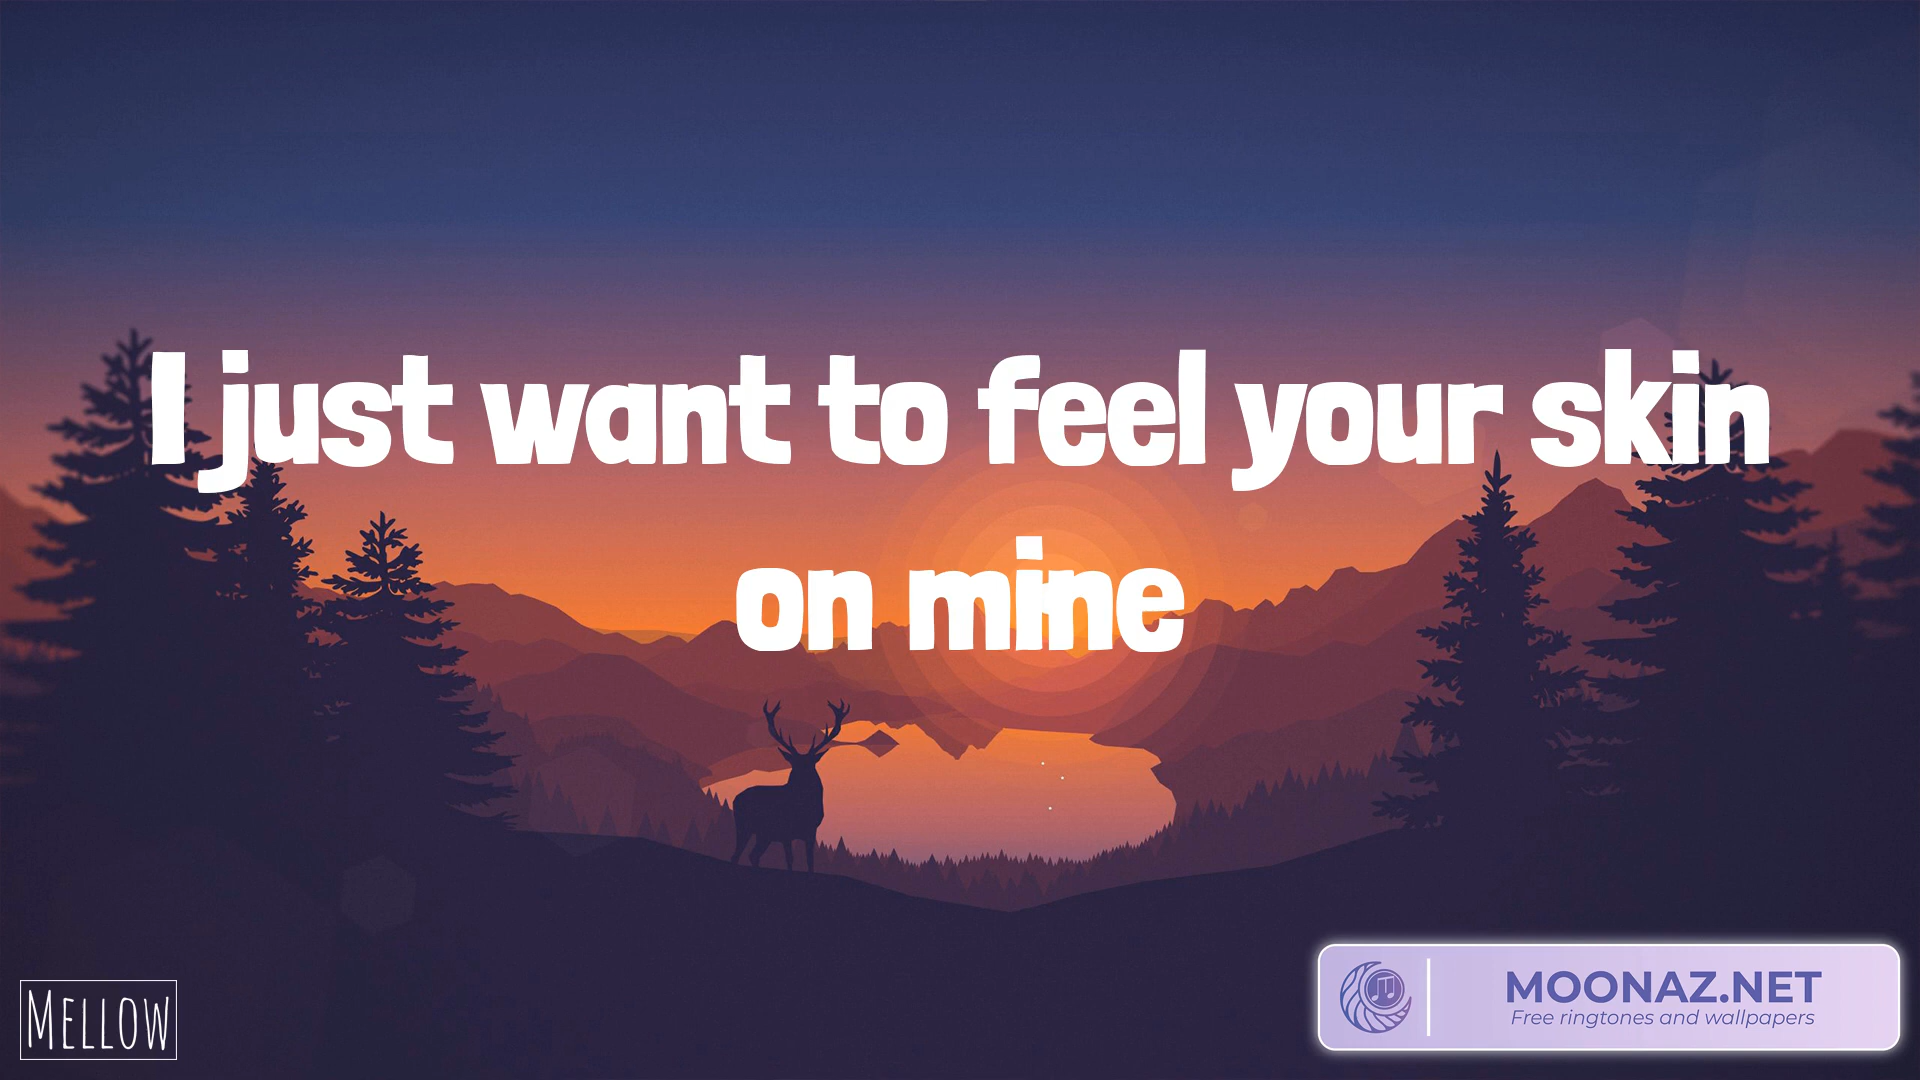 I just want to feel your skin
on mine
MELLOW
MOONAZ.NET
Free ringtones and wallpapers